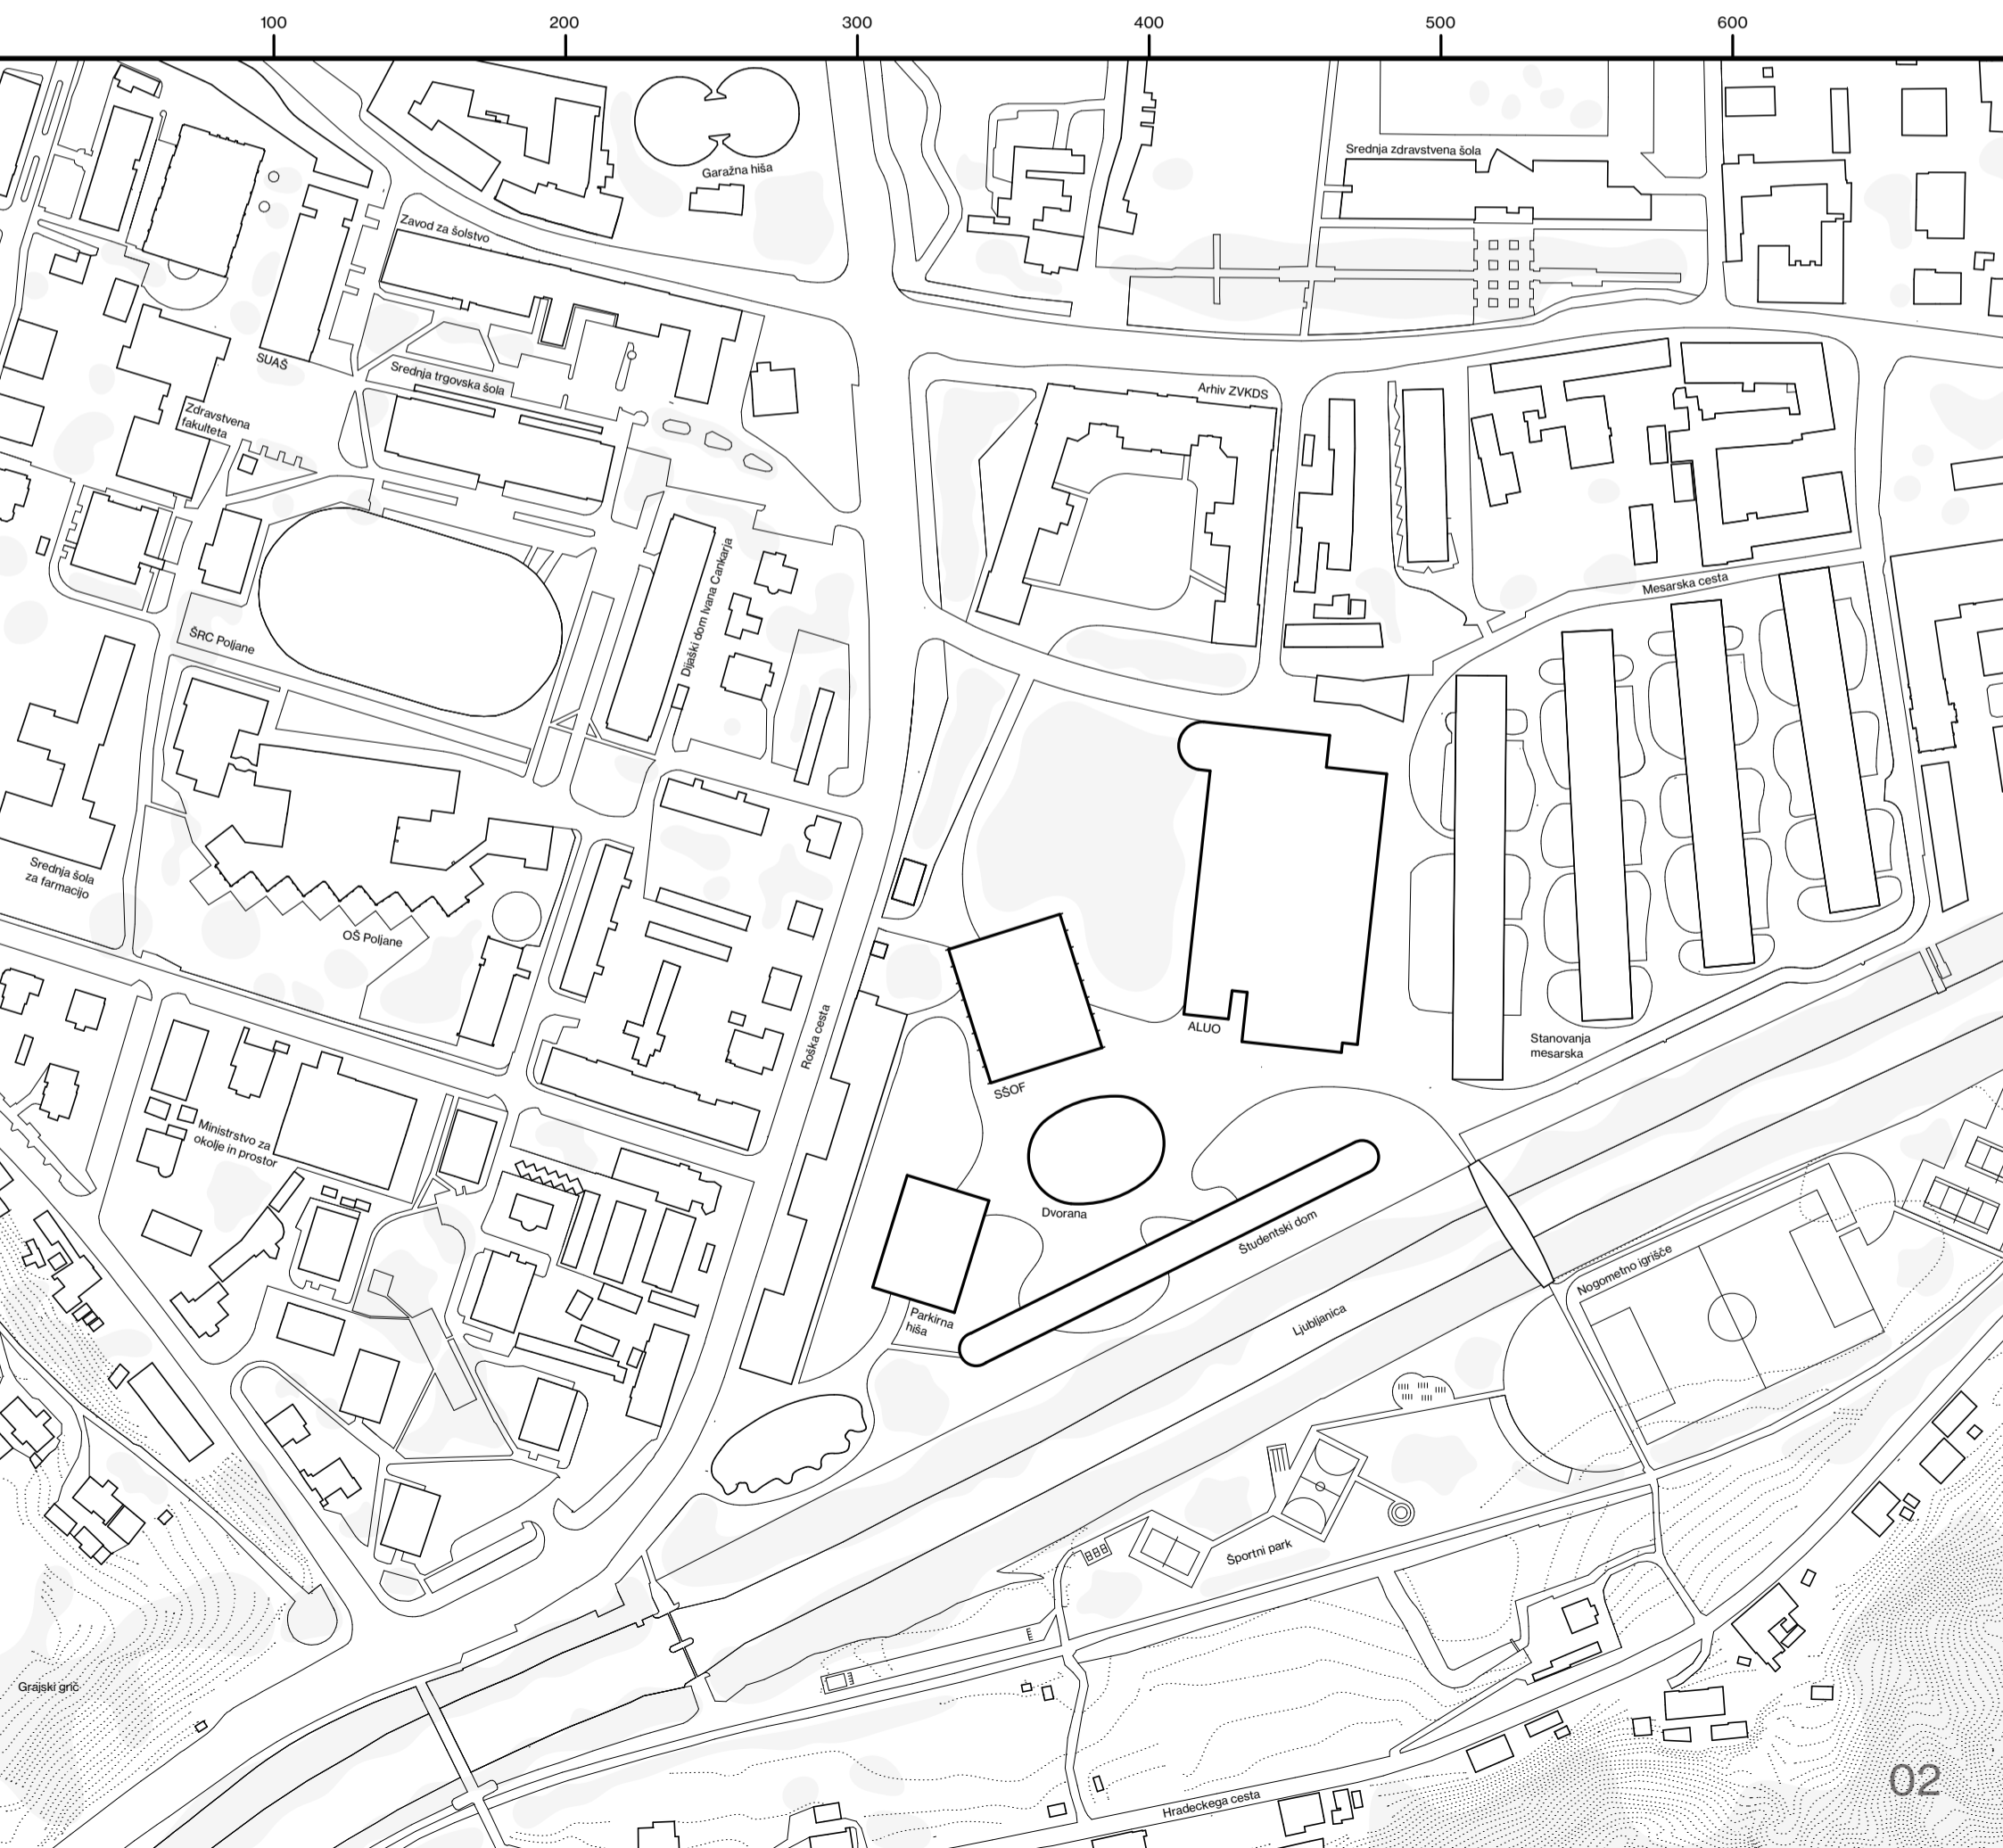 100
200
300
400
500
600
Garažna hiša
Srednja zdravstvena šola
Zavod za šolstvo
SUAŠ
Srednja trgovska šola
Arhiv ZVKDS
Zdravstvena
fakulteta
Mesarska cesta
Dijaški dom Ivana Cankarja
ŠRC Poljane
Srednja šola
za farmacijo
OŠ Poljane
Roška cesta
ALUO
Stanovanja
mesarska
SŠOF
Ministrstvo za
okolje in prostor
Dvorana
Študentski dom
Nogometno igrišče
Parkirna
hiša
Ljubljanica
Športni park
Grajski grič
Hradeckega cesta
02